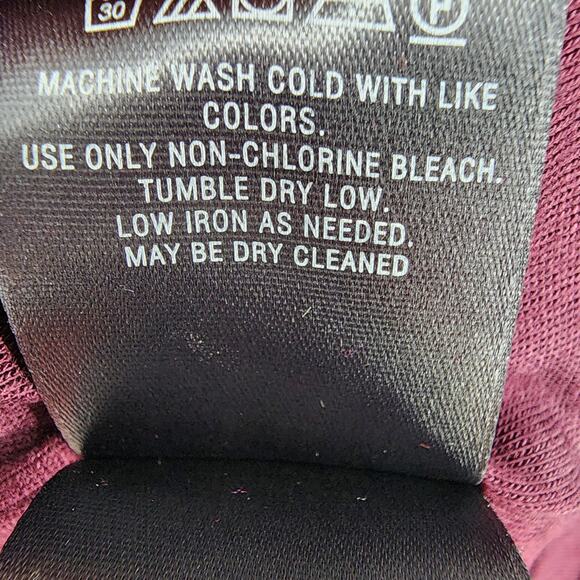 30 P
MACHINE WASH COLD WITH LIKE
COLORS.
USE ONLY NON-CHLORINE BLEACH.
TUMBLE DRY LOW.
LOW IRON AS NEEDED.
MAY BE DRY CLEANED